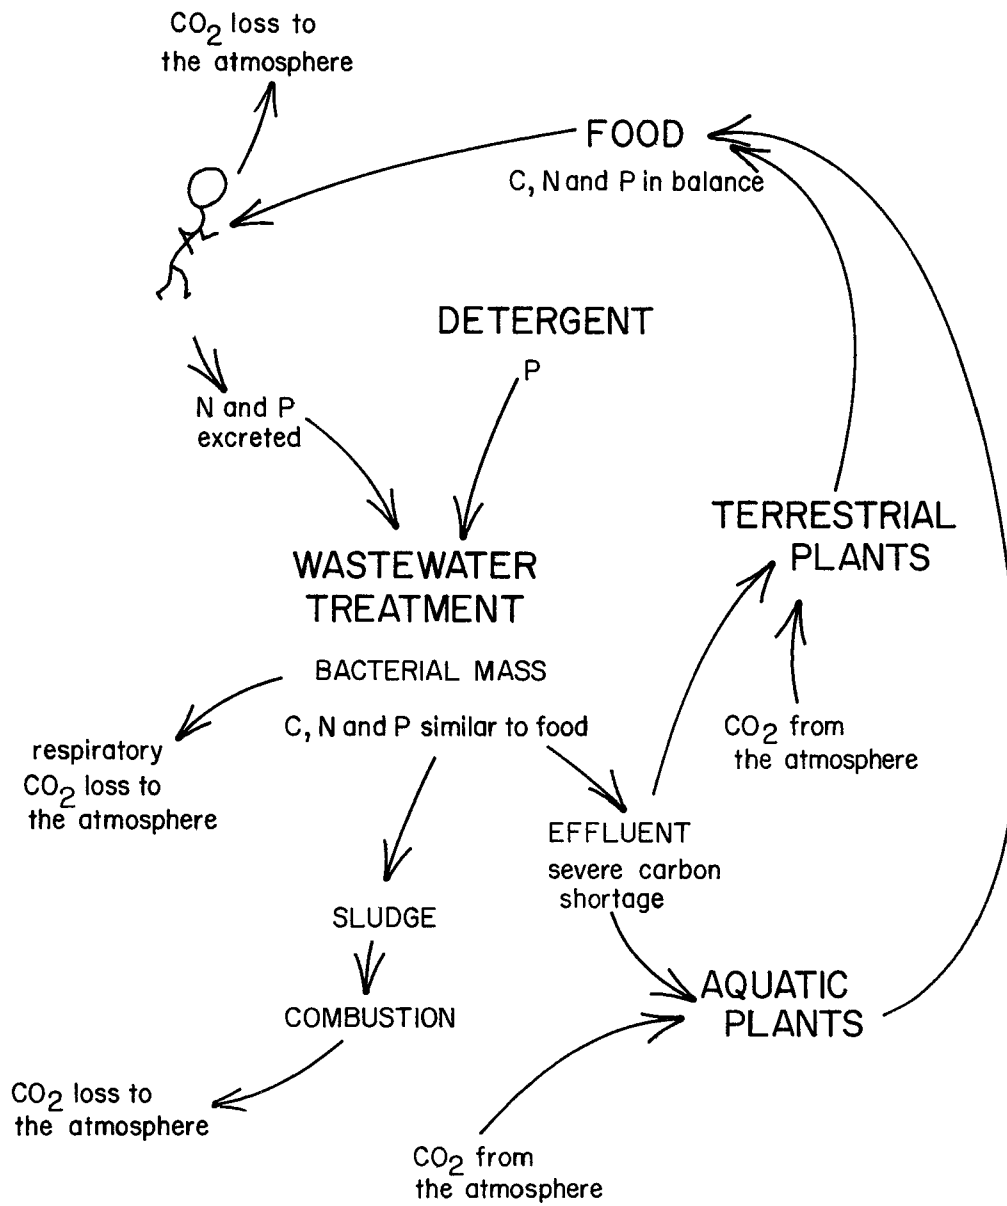 CO2 loss to
the atmosphere
FOOD
C, N and P in balance
DETERGENT
P
N and P
excreted
WASTEWATER
TREATMENT
BACTERIAL MASS
C, N and P similar to food
respiratory
CO2 loss to
the atmosphere
TERRESTRIAL
PLANTS
CO2 from
the atmosphere
EFFLUENT
severe carbon
shortage
SLUDGE
COMBUSTION
CO2 loss to
the atmosphere
AQUATIC
PLANTS
CO2 from
the atmosphere